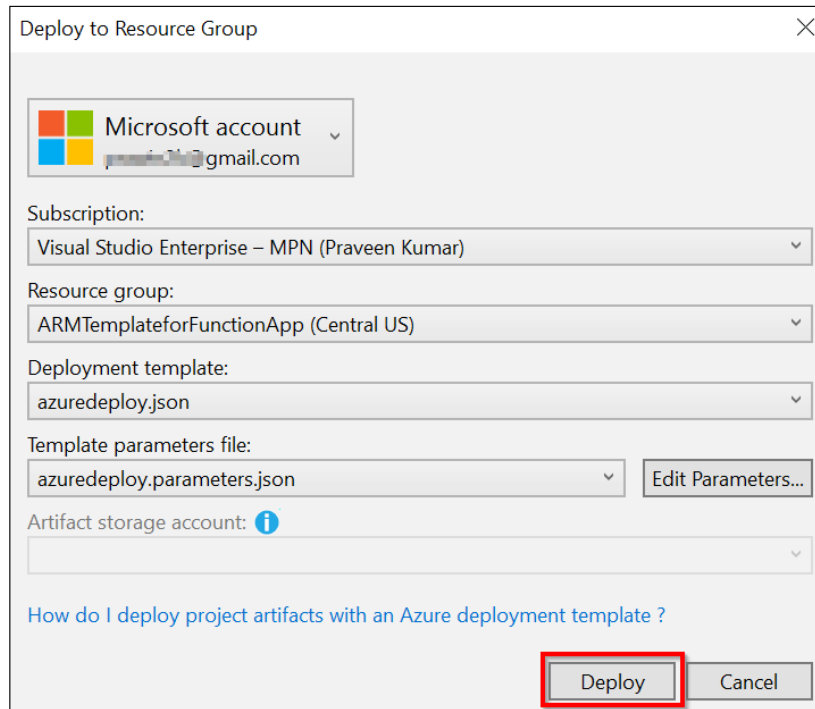 Deploy to Resource Group
Microsoft account
@gmail.com
Subscription:
Visual Studio Enterprise – MPN (Praveen Kumar)
Resource group:
ARMTemplateforFunctionApp (Central US)
Deployment template:
azuredeploy.json
Template parameters file:
azuredeploy.parameters.json Edit Parameters...
Artifact storage account:
How do I deploy project artifacts with an Azure deployment template ?
Deploy Cancel